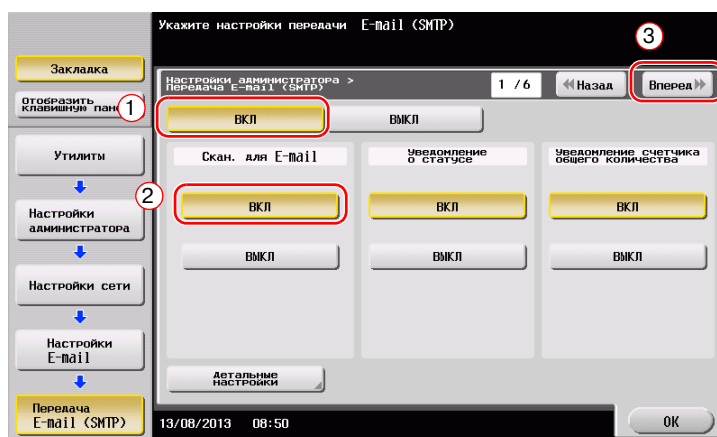 Укажите настройки передачи E-mail (SMTP)
3
Закладка
Отобразить
клавишную пан
1
Настройки администратора >
Передача E-mail (SMTP)
1 /6
Назад
Вперед
ВКЛ
ВЫКЛ
Утилиты
Скан. для E-mail
Уведомление
о статусе
Уведомление счетчика
общего количества
2
Настройки
администратора
ВКЛ
ВКЛ
ВКЛ
ВЫКЛ
ВЫКЛ
ВЫКЛ
Настройки сети
Настройки
E-mail
Детальные
настройки
Передача
E-mail (SMTP)
13/08/2013 08:50
OK